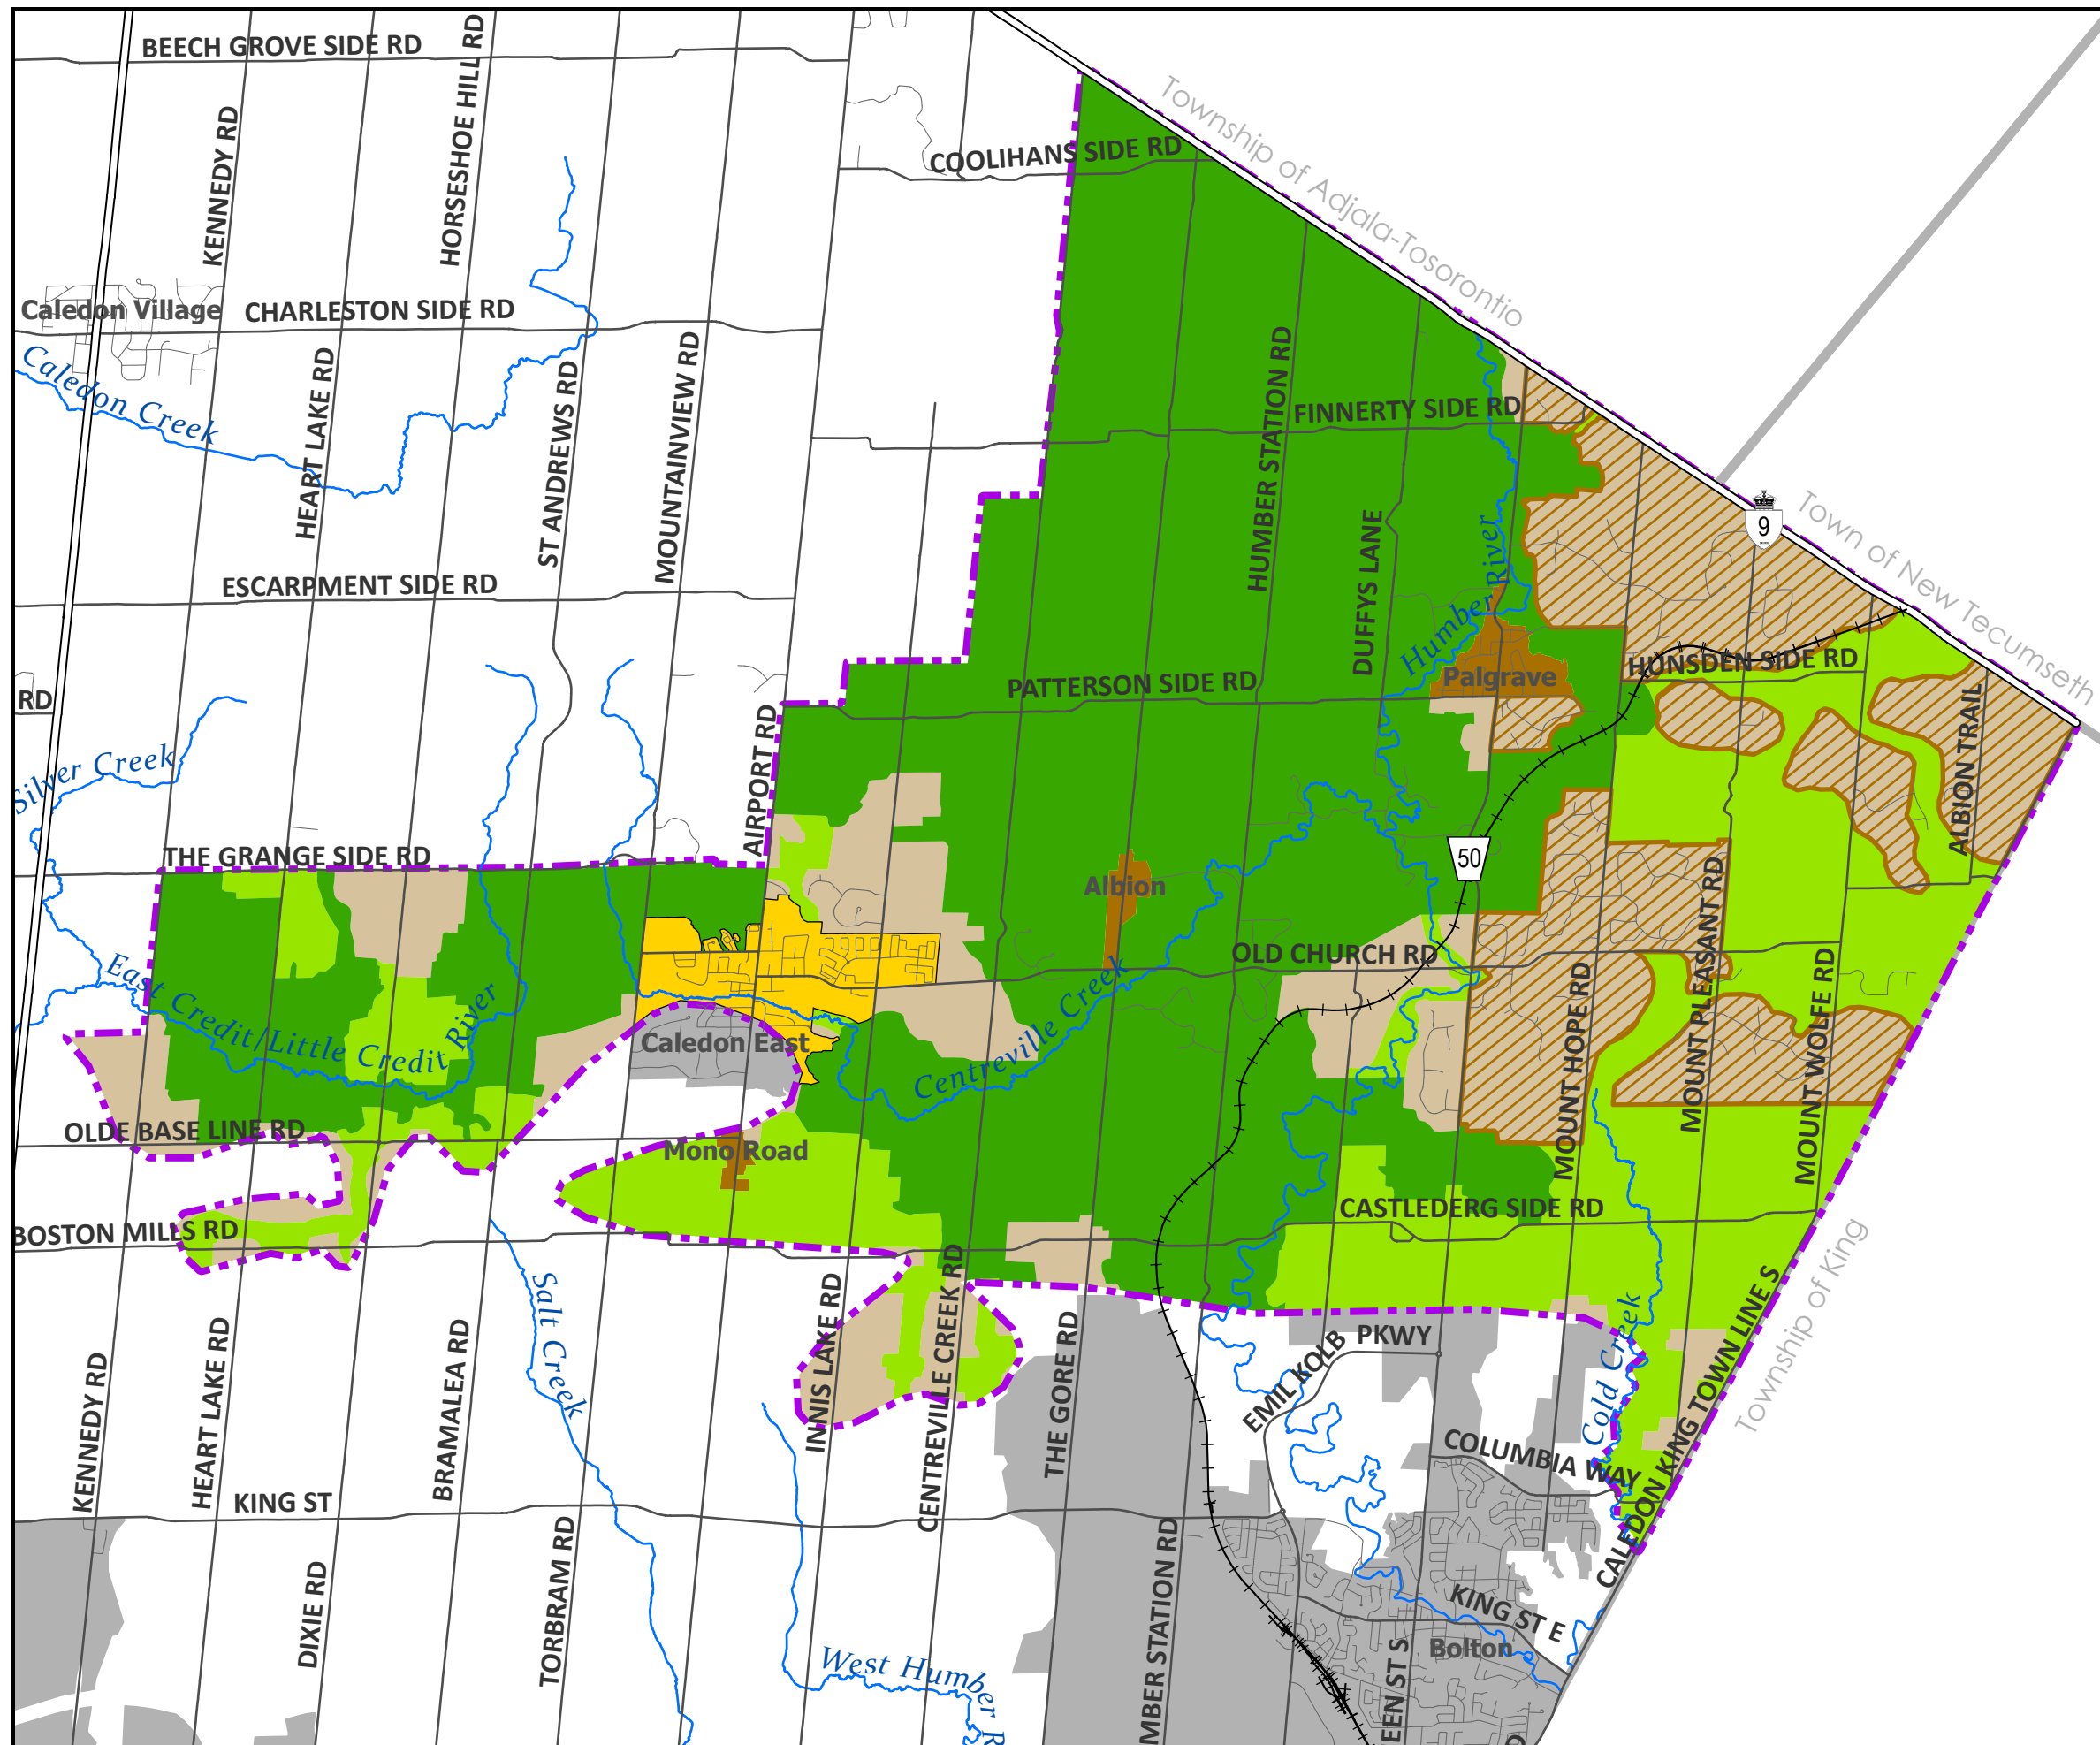 BEECH GROVE SIDE RD
KENNEDY RD
HORSESHOE HILL RD
COOLIHANS SIDE RD
Township of Adjala-Tosorontio
Caledon Village
CHARLESTON SIDE RD
Caledon Creek
HEART LAKE RD
ST ANDREWS RD
MOUNTAINVIEW RD
HUMBER STATION RD
FINNERTY SIDE RD
9
Town of New Tecumseth
ESCARPMENT SIDE RD
DUFFYS LANE
Humber River
Palgrave
HUNSDEN SIDE RD
PATTERSON SIDE RD
RD
Silver Creek
AIRPORT RD
ALBION TRAIL
THE GRANGE SIDE RD
50
Albion
MOUNT PLEASANT RD
OLD CHURCH RD
East Credit/Little Credit River
Caledon East
Centreville Creek
MOUNT HOPE RD
MOUNT WOLFE RD
OLDE BASE LINE RD
Mono Road
CASTLEDERG SIDE RD
BOSTON MILLS RD
Salt Creek
INNIS LAKE RD
CENTREVILLE CREEK RD
THE GORE RD
EMIL KOLB PKWY
Cold Creek
CALEDON KING TOWN LINE S
Township of King
KENNEDY RD
HEART LAKE RD
BRAMALEA RD
COLUMBIA WAY
KING ST
DIXIE RD
TORBRAM RD
West Humber R
MBER STATION RD
KING ST E
Bolton
EEN ST S